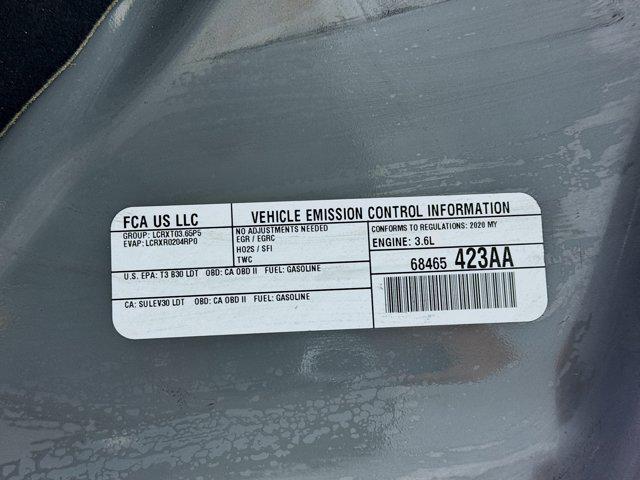 FCA US LLC
GROUP: LCRXT03.65P5
EVAP: LCRXR0204RP0
VEHICLE EMISSION CONTROL INFORMATION
NO ADJUSTMENTS NEEDED
EGR / EGRC
HO2S / SFI
TWC
CONFORMS TO REGULATIONS: 2020 MY
ENGINE: 3.6L
68465 423AA
U.S. EPA: T3 B30 LDT OBD: CA OBD II FUEL: GASOLINE
CA: SULEV30 LDT OBD: CA OBD II FUEL: GASOLINE